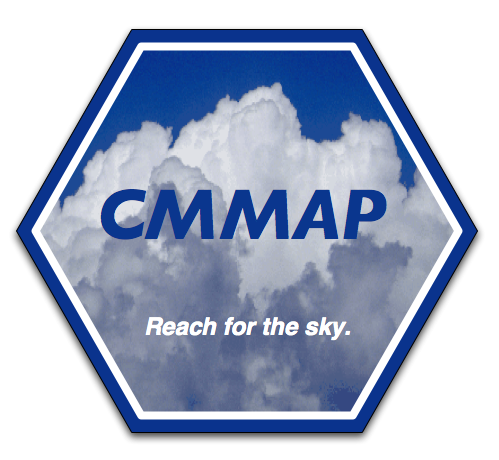 CMMAP
Reach for the sky.